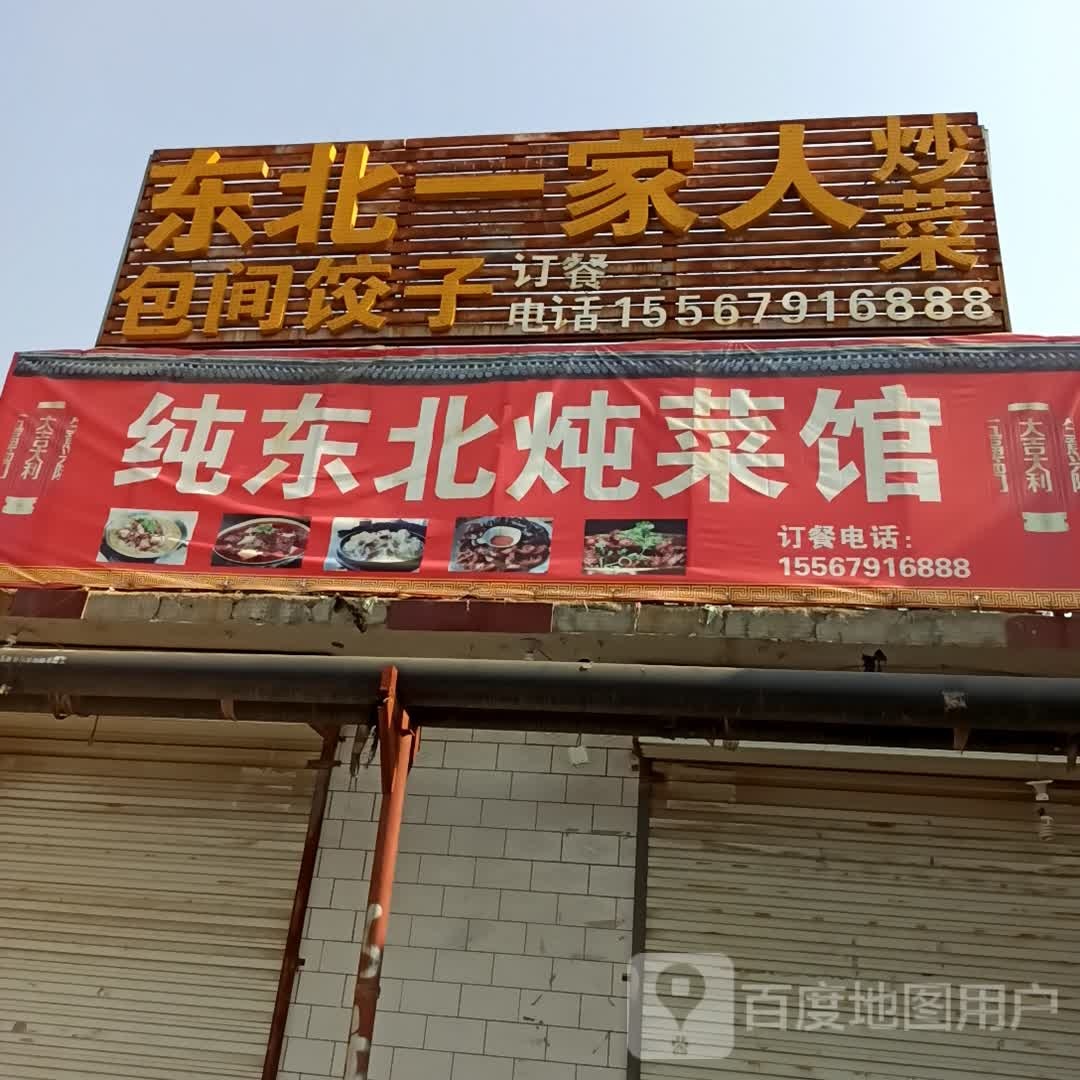 东北一家人炒菜
包间饺子 订餐电话15567916888
纯东北炖菜馆
大吉大利
大吉大利
订餐电话:
15567916888
百度地图用户